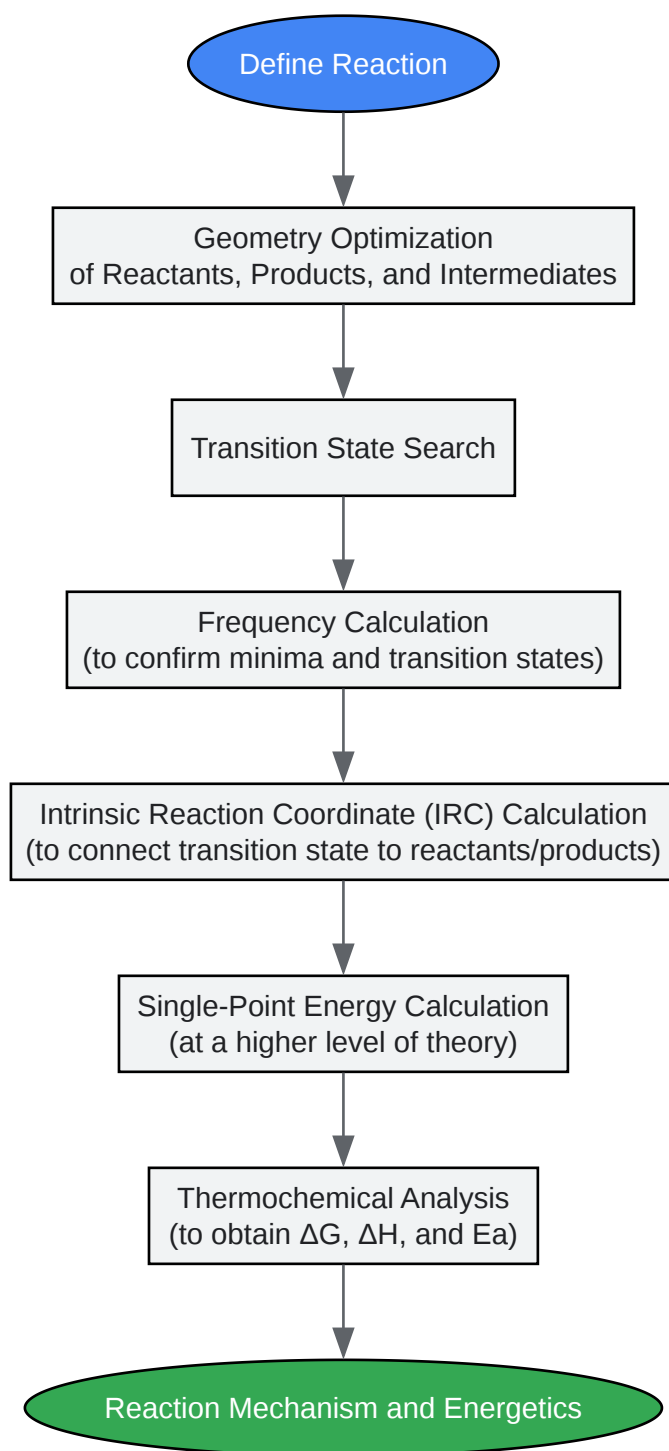 Define Reaction
Geometry Optimization
of Reactants, Products, and Intermediates
Transition State Search
Frequency Calculation
(to confirm minima and transition states)
Intrinsic Reaction Coordinate (IRC) Calculation
(to connect transition state to reactants/products)
Single-Point Energy Calculation
(at a higher level of theory)
Thermochemical Analysis
(to obtain ΔG, ΔH, and Ea)
Reaction Mechanism and Energetics